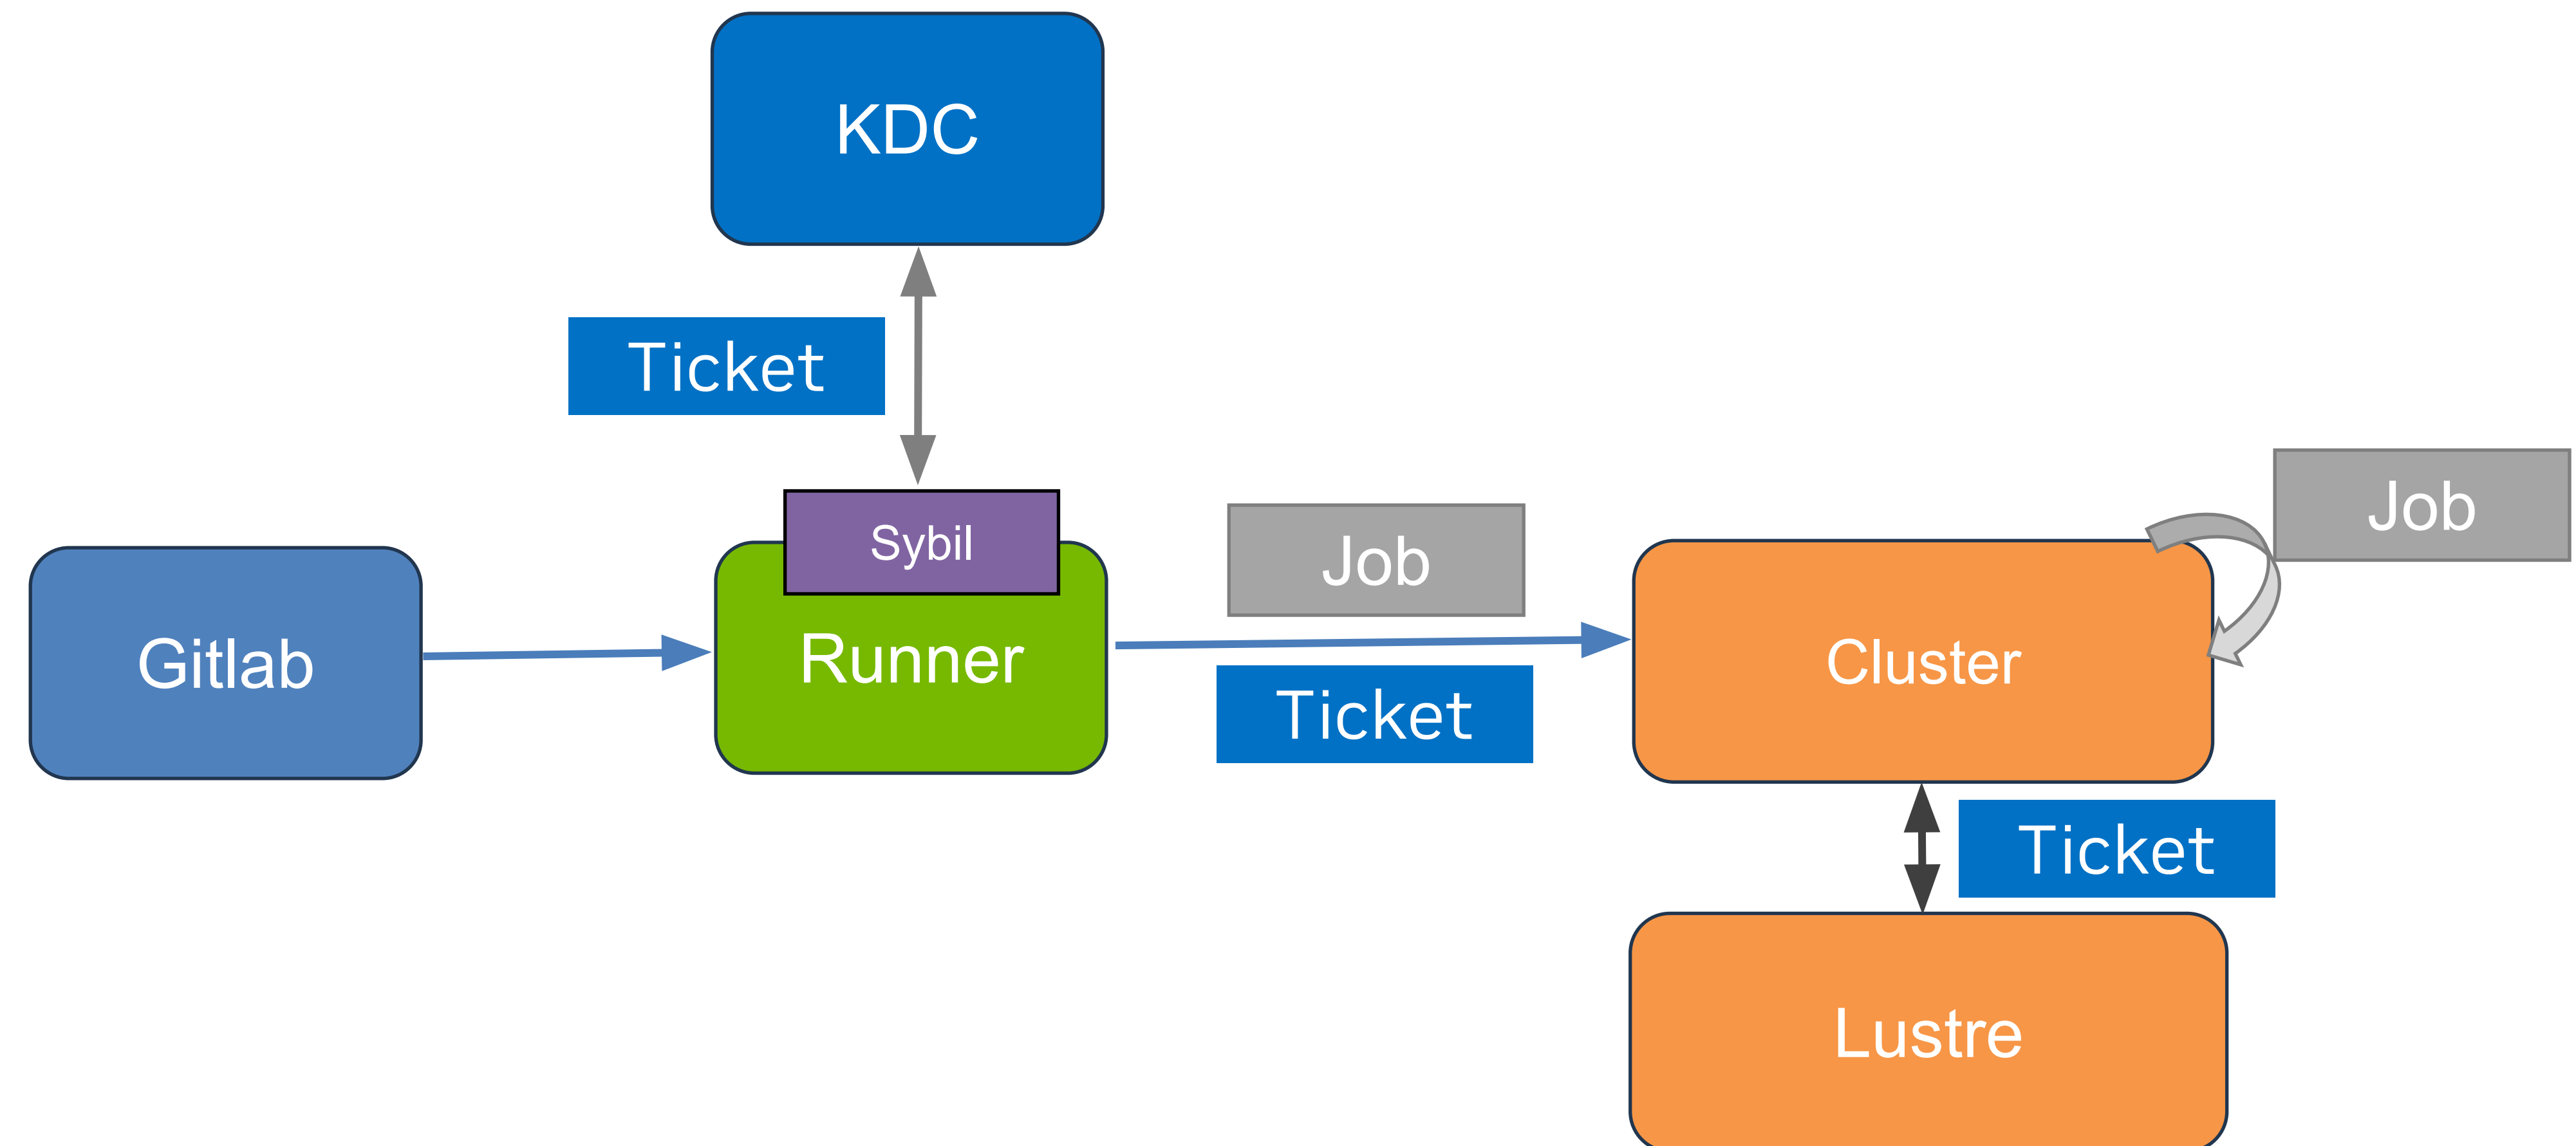 KDC
Ticket
Sybil
Job
Job
Gitlab
Runner
Cluster
Ticket
Ticket
Lustre